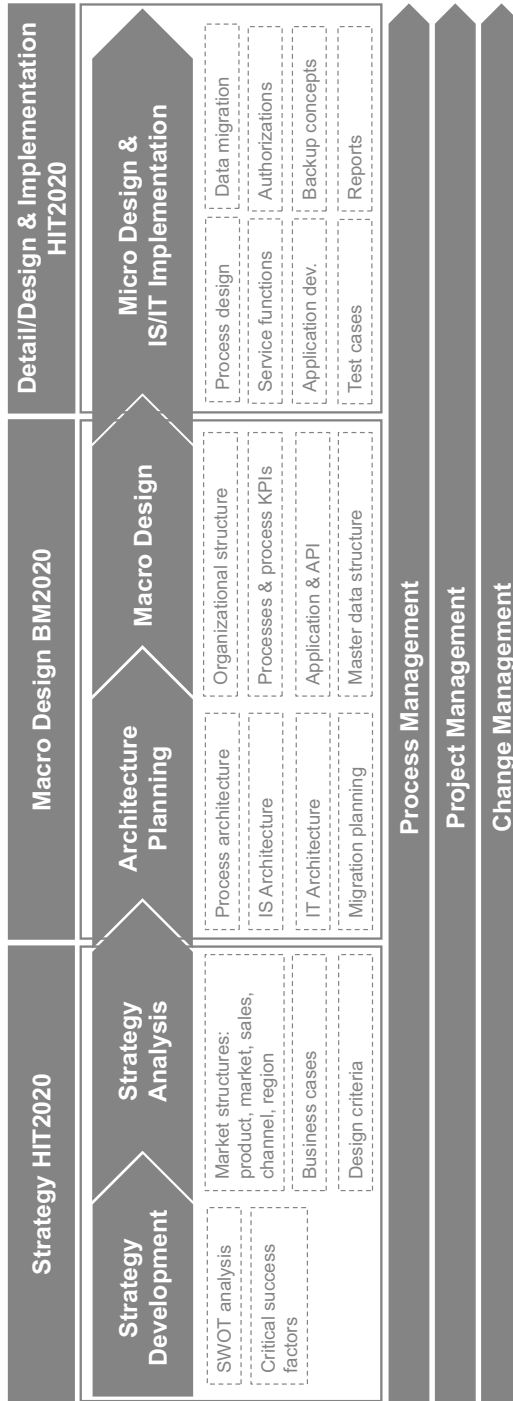 Strategy HIT2020
Macro Design BM2020
Detail/Design & Implementation
HIT2020
Strategy
Development
Strategy
Analysis
Architecture
Planning
Macro Design
Micro Design &
IS/IT Implementation
SWOT analysis
Critical success
factors
Market structures:
product, market, sales,
channel, region
Business cases
Design criteria
Process architecture
IS Architecture
IT Architecture
Migration planning
Organizational structure
Processes & process KPIs
Application & API
Master data structure
Process design
Service functions
Application dev.
Test cases
Data migration
Authorizations
Backup concepts
Reports
Process Management
Project Management
Change Management